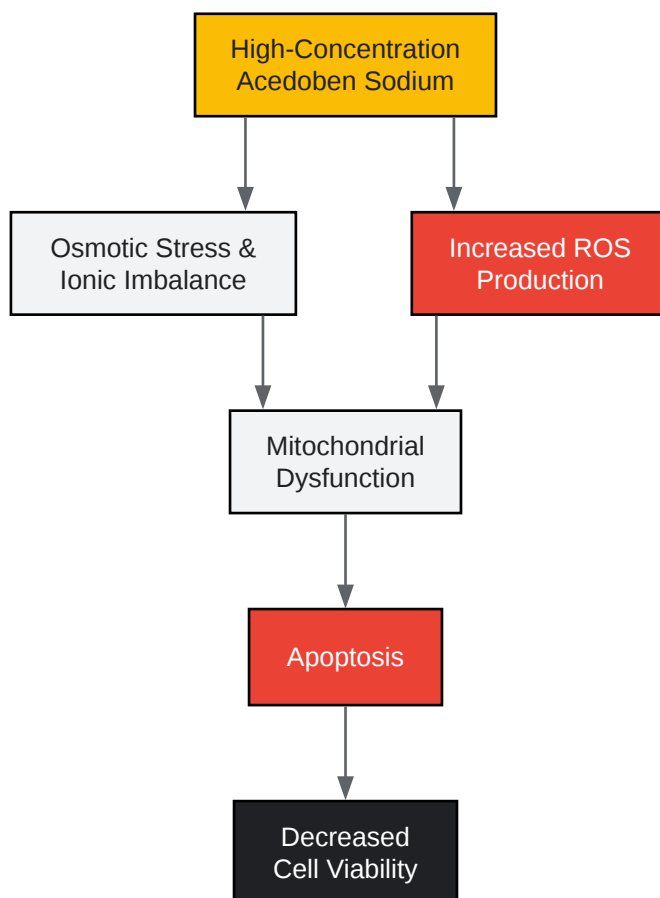 High-Concentration
Acedoben Sodium
Osmotic Stress &
Ionic Imbalance
Increased ROS
Production
Mitochondrial
Dysfunction
Apoptosis
Decreased
Cell Viability